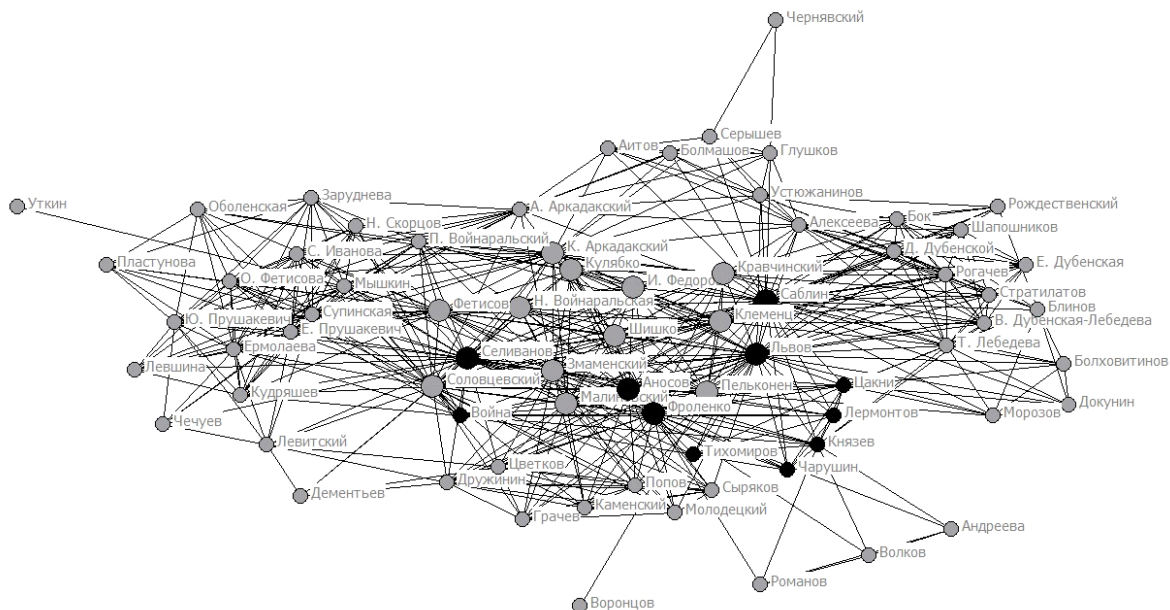 Чернявский
Серышев
Аитов
Болмашов
Глушков
Устюжанинов
Заруднева
Уткин
Оболенская
А. Аркадакский
Рождественский
Бок
Алексеева
Н. Скорцов
Шапошников
П. Войнаральский
К. Аркадакский
Д. Дубенской
С. Иванова
Пластунова
Кулябко
Кравчинский
Е. Дубенская
Рогачев
О. Фетисова
Мышкин
И. Федоро
Саблин
Стратилатов
Фетисов
Н. Войнаральская
Блинов
Супинская
Ю. Прушакевич
Клеменц
В. Дубенская-Лебедева
Е. Прушакевич
Шишко
Т. Лебедева
Ермолаева
Селиванов
Львов
Левшина
Знаменский
Болховитинов
Соловцевский
Аносов
Пельконен
Цакни
Кудряшев
Докунин
Война
Фроленко
Лермонтов
Морозов
Чечуев
Левитский
Князев
Тихомиров
Цветков
Чарушин
Дружинин
Попов
Сыряков
Дементьев
Каменский
Молодецкий
Грачев
Андреева
Волков
Романов
Воронцов